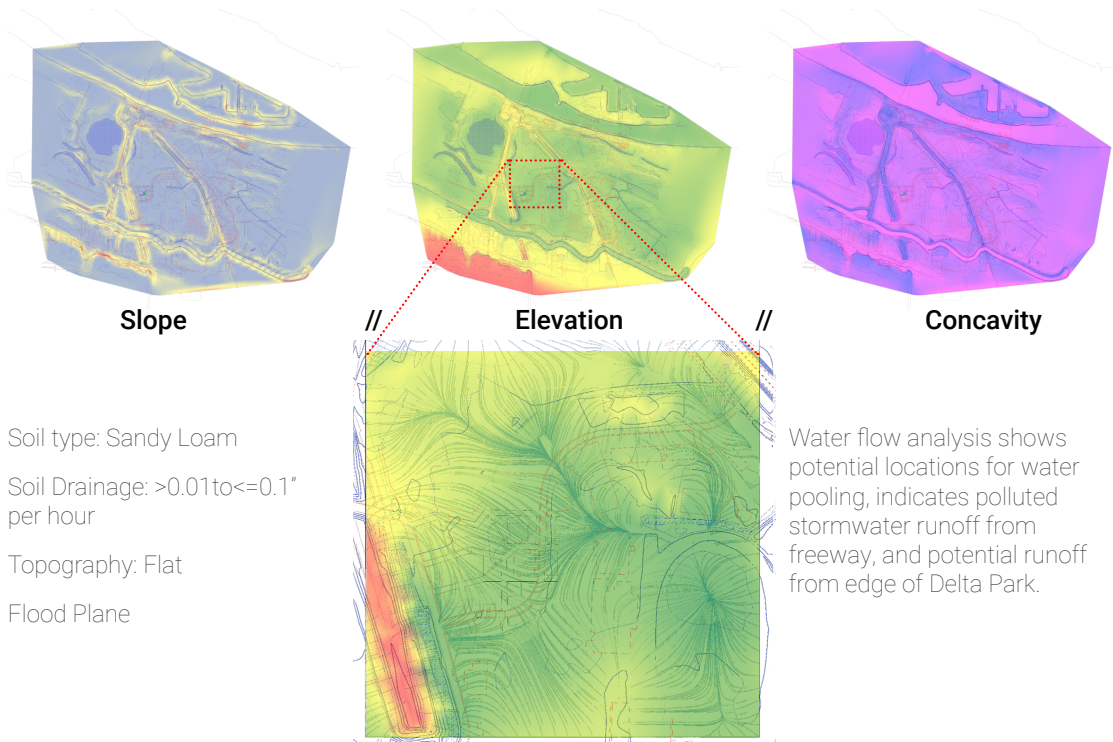 Slope // Elevation // Concavity
Soil type: Sandy Loam
Soil Drainage: >0.01to<=0.1”
per hour
Topography: Flat
Flood Plane
Water flow analysis shows
potential locations for water
pooling, indicates polluted
stormwater runoff from
freeway, and potential runoff
from edge of Delta Park.